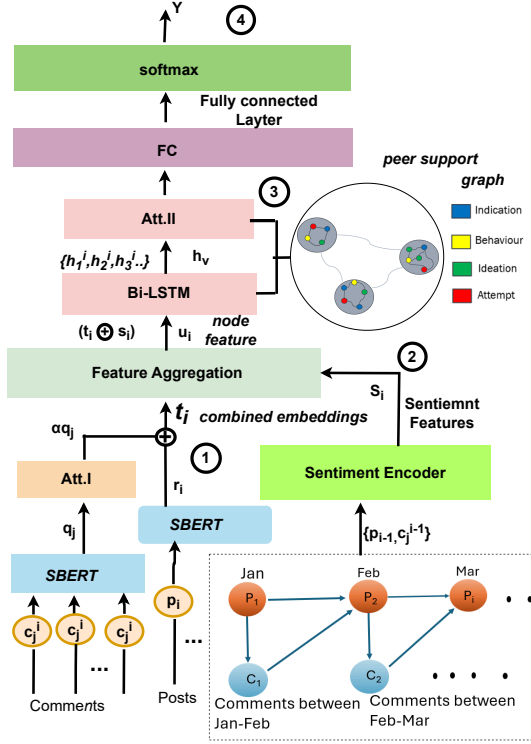 Y
4
softmax
Fully connected
Layter
FC
peer support
graph
3
Att.II
Indication
Behaviour
Ideation
Attempt
{h₁ⁱ,h₂ⁱ,h₃ⁱ..}
hᵥ
Bi-LSTM
(tᵢ ⊕ sᵢ)
uᵢ
node
feature
2
Feature Aggregation
Sᵢ
tᵢ combined embeddings
Sentiemnt
Features
αqⱼ
1
Att.I
rᵢ
Sentiment Encoder
qⱼ
SBERT
{pᵢ₋₁,cⱼⁱ⁻¹}
SBERT
Jan
Feb
Mar
pᵢ
P₁
P₂
Pᵢ
cⱼⁱ
cⱼⁱ
cⱼⁱ
...
...
C₁
C₂
Comments
Posts
Comments between
Jan-Feb
Comments between
Feb-Mar